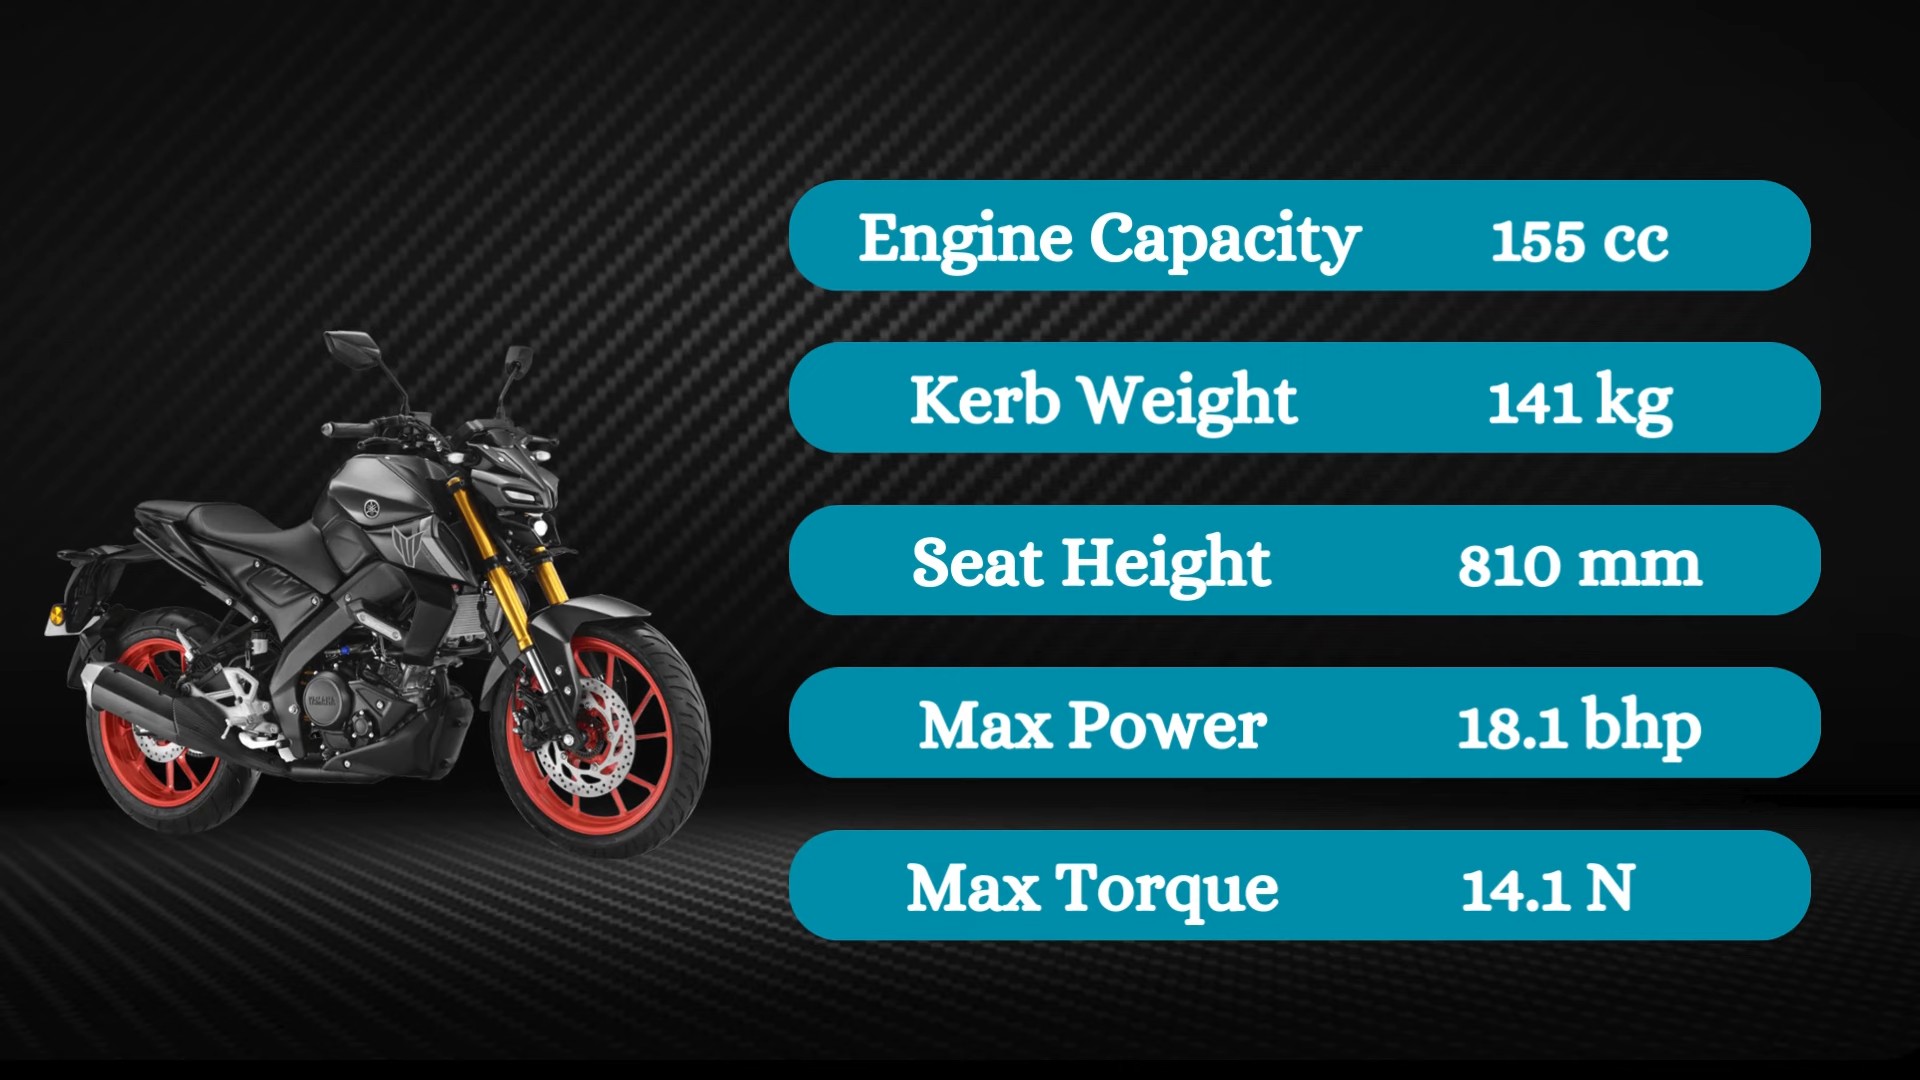 Engine Capacity 155 cc
Kerb Weight 141 kg
Seat Height 810 mm
Max Power 18.1 bhp
Max Torque 14.1 N
YAMAHA